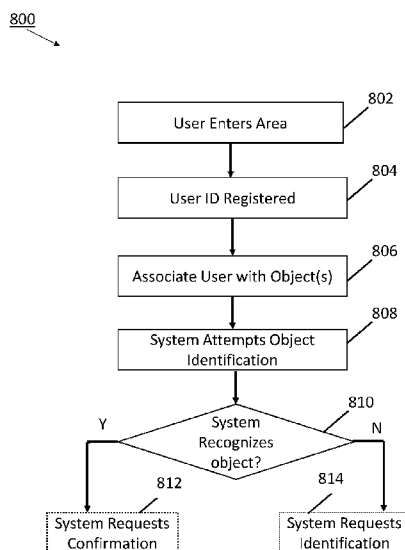 800
802
User Enters Area
804
User ID Registered
806
Associate User with Object(s)
808
System Attempts Object
Identification
810
System
Recognizes
object?
Y
N
812
814
System Requests
Confirmation
System Requests
Identification